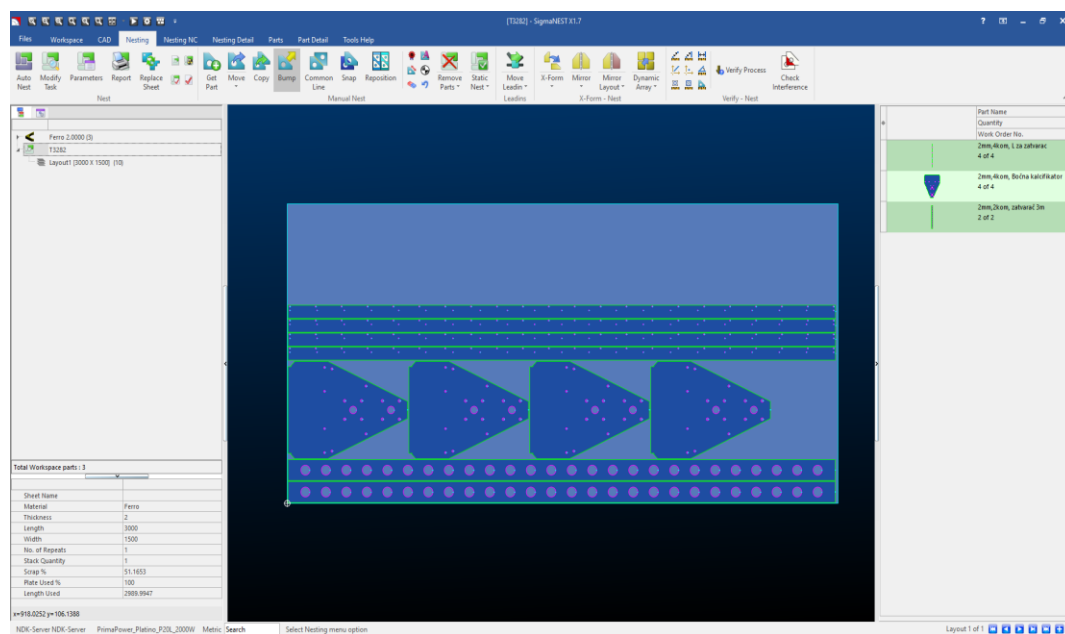 [T3282] - SigmaNEST X1.7
Files Workspace CAD Nesting Nesting NC Nesting Detail Parts Part Detail Tools Help
Auto Nest
Modify Task
Parameters
Report
Replace Sheet
Nest
Get Part
Move
Copy
Bump
Common Line
Snap
Reposition
Remove Parts
Static Nest
Manual Nest
Move Leadin
Leadins
X-Form
Mirror
Mirror Layout
Dynamic Array
X-Form - Nest
Verify Process
Check Interference
Verify - Nest
Ferro 2.0000 (3)
T3282
Layout1 [3000 X 1500] (10)
Part Name
Quantity
Work Order No.
2mm,4kom, L za zatvarac
4 of 4
2mm,4kom, Bočna kalcifikator
4 of 4
2mm,2kom, zatvarač 3m
2 of 2
Total Workspace parts : 3
Sheet Name
Material Ferro
Thickness 2
Length 3000
Width 1500
No. of Repeats 1
Stack Quantity 1
Scrap % 51.1653
Plate Used % 100
Length Used 2989.9947
x=918.0252 y=106.1388
NDK-Server NDK-Server PrimaPower_Platino_P20L_2000W Metric Search Select Nesting menu option Layout 1 of 1